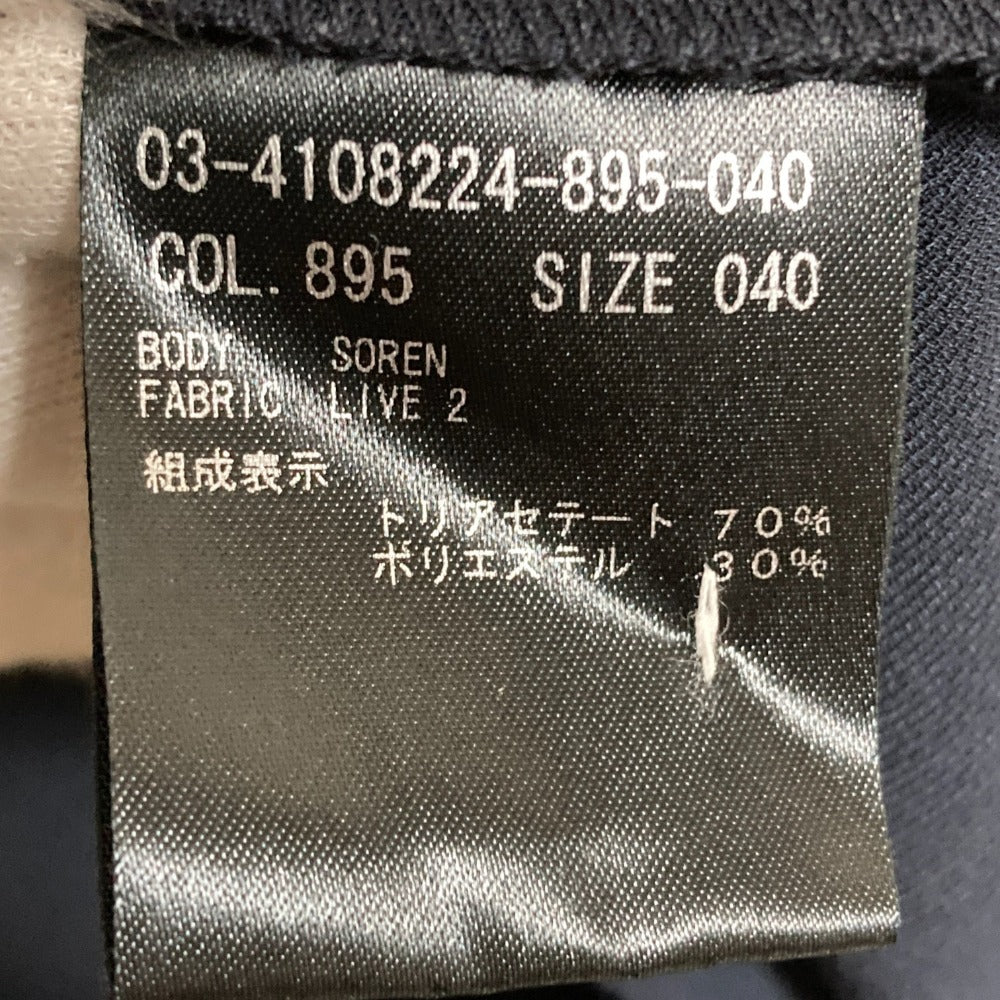 03-4108224-895-040
COL. 895 SIZE 040
BODY SOREN
FABRIC LIVE 2
組成表示
トリアセテート 70%
ポリエステル 30%